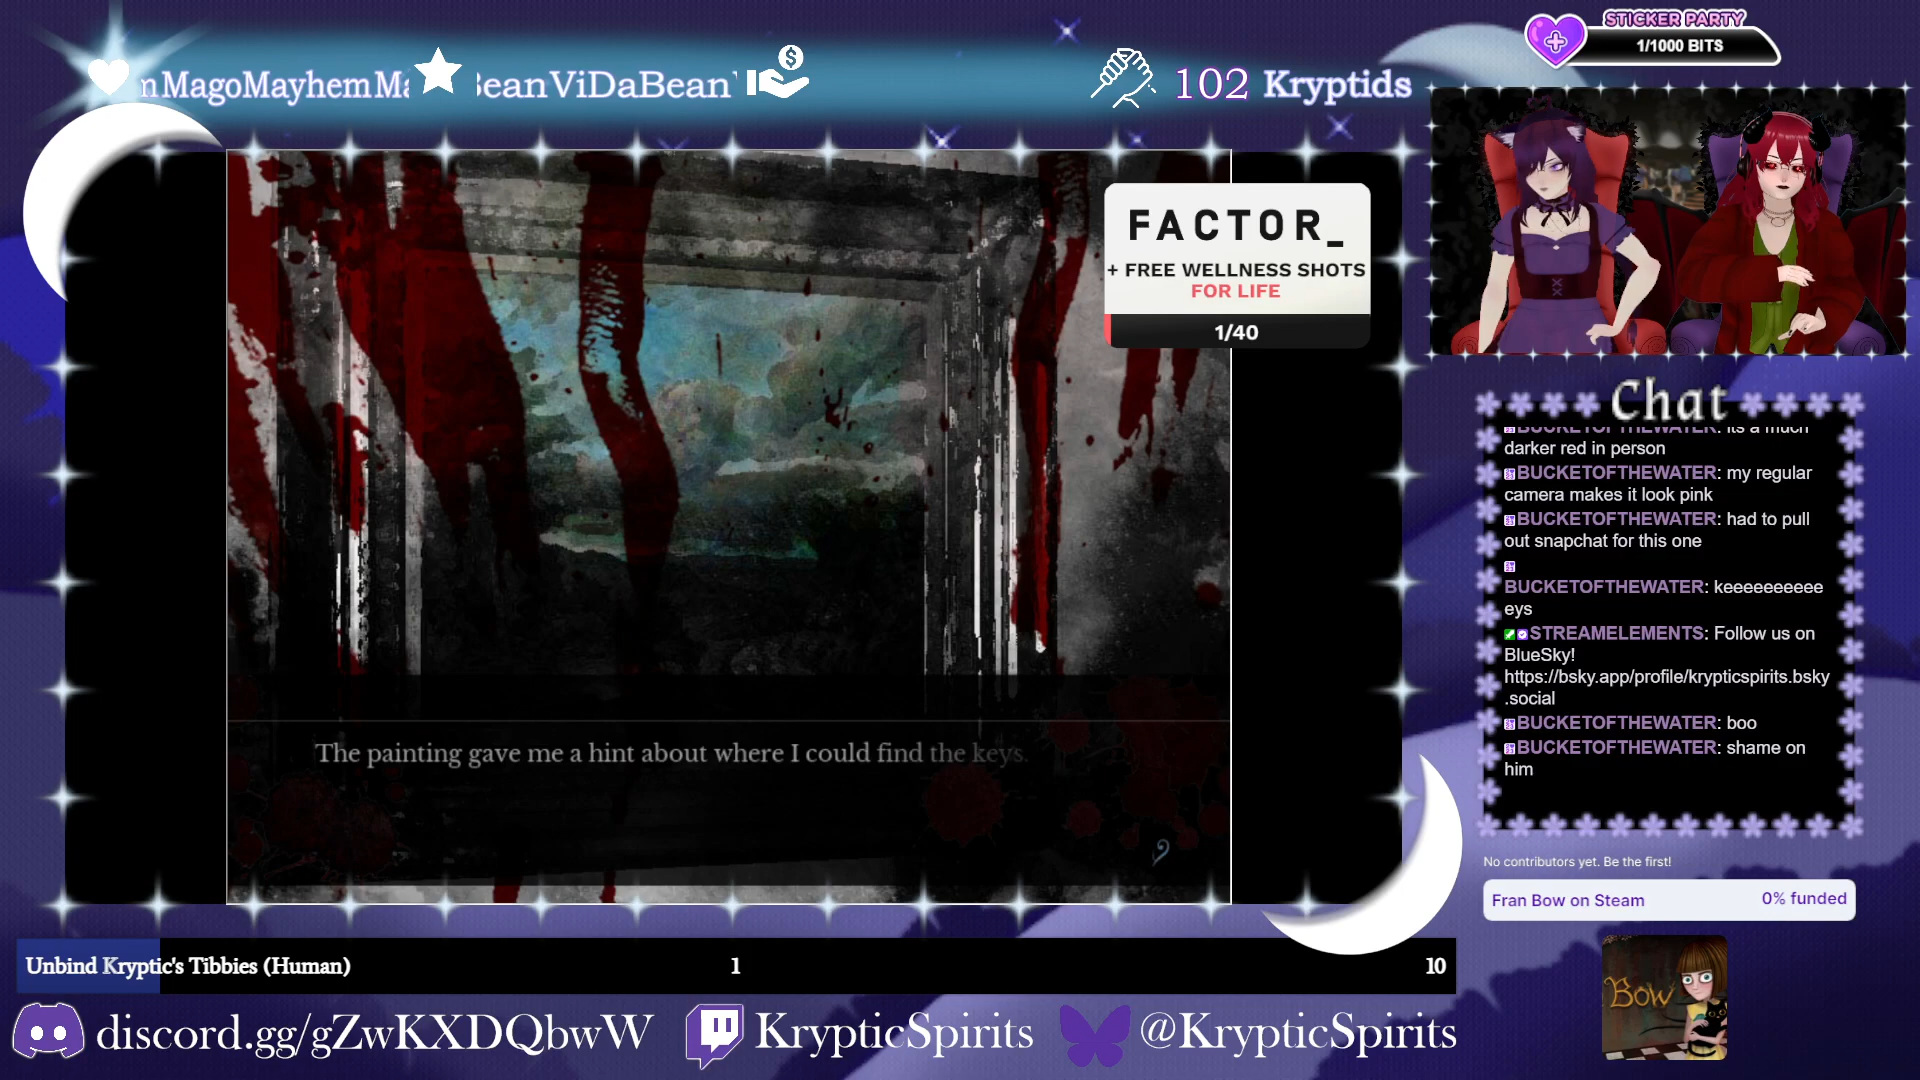 STICKER PARTY
1/1000 BITS
nMagoMayhemMa
BeanViDaBean
102 Kryptids
FACTOR_
+ FREE WELLNESS SHOTS
FOR LIFE
1/40
The painting gave me a hint about where I could find the keys.
Chat
BUCKETOFTHEWATER: its a much
darker red in person
BUCKETOFTHEWATER: my regular
camera makes it look pink
BUCKETOFTHEWATER: had to pull
out snapchat for this one
BUCKETOFTHEWATER: keeeeeeeeee
eys
STREAMELEMENTS: Follow us on
BlueSky!
https://bsky.app/profile/krypticspirits.bsky
.social
BUCKETOFTHEWATER: boo
BUCKETOFTHEWATER: shame on
him
No contributors yet. Be the first!
Fran Bow on Steam 0% funded
BOW
Unbind Kryptic's Tibbies (Human) 1 10
discord.gg/gZwKXDQbwW KrypticSpirits @KrypticSpirits